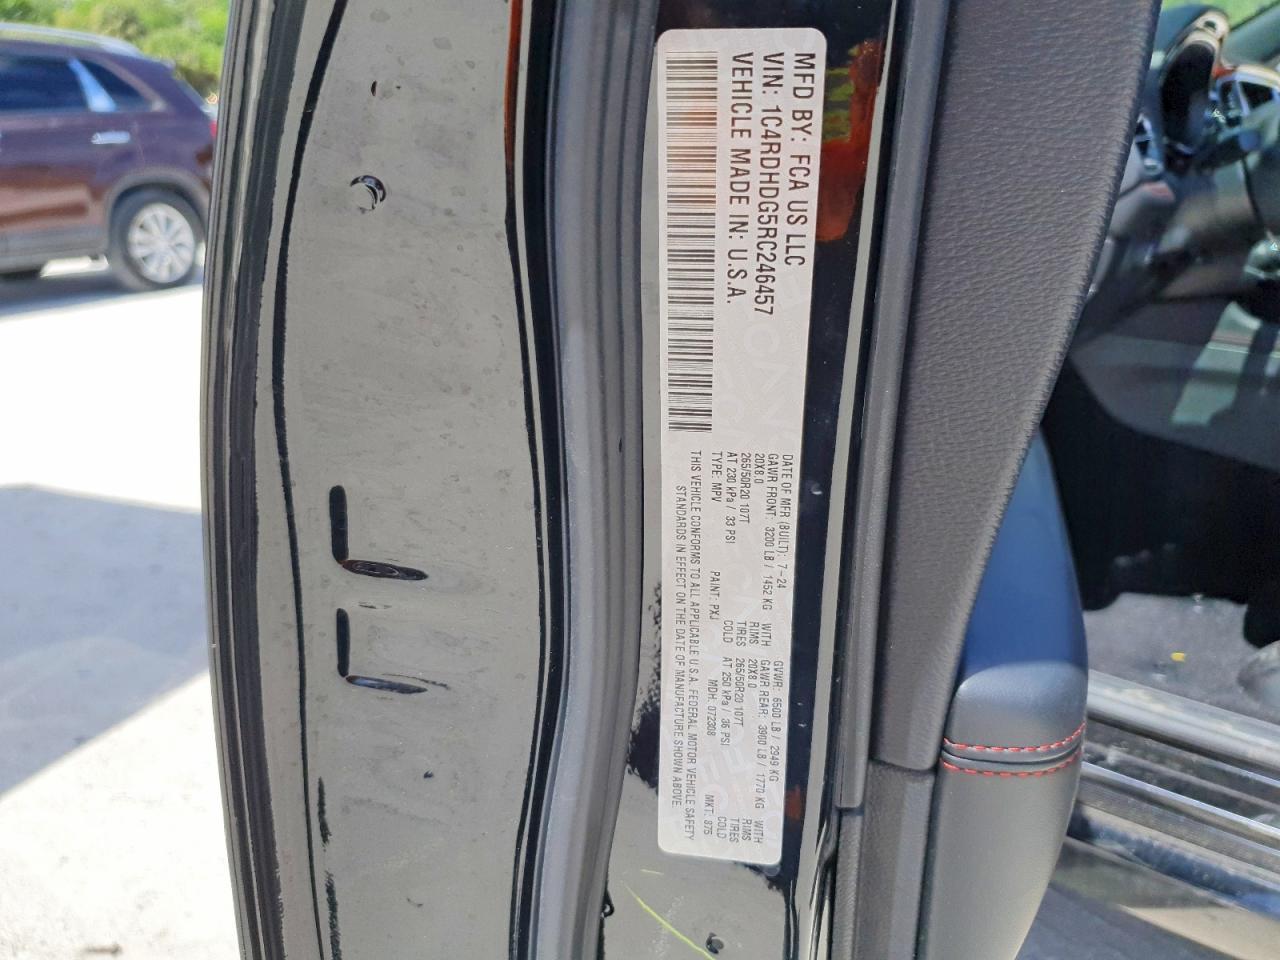 MFD BY: FCA US LLC
VIN: 1C4RDHDG5RC246457
VEHICLE MADE IN: U.S.A.
DATE OF MFR (BUILT): 7-24 GVWR: 6500 LB / 2949 KG
GAWR FRONT: 3200 LB / 1452 KG WITH GAWR REAR: 3900 LB / 1770 KG WITH
20X8.0 RIMS 20X8.0 RIMS
265/50R20 107T TIRES 265/50R20 107T TIRES
AT 230 kPa / 33 PSI COLD AT 250 kPa / 36 PSI COLD
TYPE: MPV PAINT: PXJ MDH: 072308 MKT: 875
THIS VEHICLE CONFORMS TO ALL APPLICABLE U.S.A. FEDERAL MOTOR VEHICLE SAFETY
STANDARDS IN EFFECT ON THE DATE OF MANUFACTURE SHOWN ABOVE.